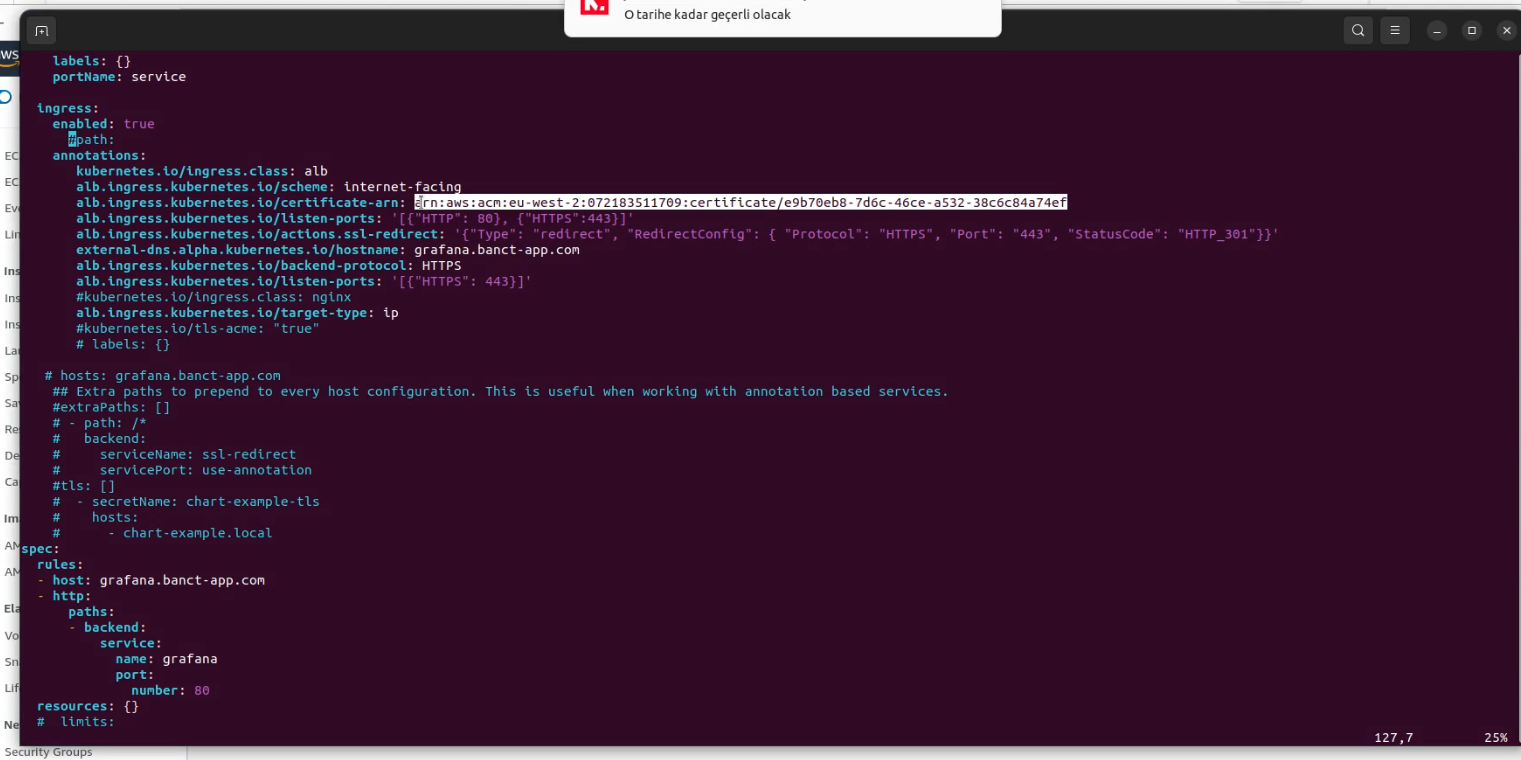 O tarihe kadar geçerli olacak
labels: {}
portName: service
ingress:
enabled: true
#path:
annotations:
kubernetes.io/ingress.class: alb
alb.ingress.kubernetes.io/scheme: internet-facing
alb.ingress.kubernetes.io/certificate-arn: arn:aws:acm:eu-west-2:072183511709:certificate/e9b70eb8-7d6c-46ce-a532-38c6c84a74ef
alb.ingress.kubernetes.io/listen-ports: '[{"HTTP": 80}, {"HTTPS":443}]'
alb.ingress.kubernetes.io/actions.ssl-redirect: '{"Type": "redirect", "RedirectConfig": { "Protocol": "HTTPS", "Port": "443", "StatusCode": "HTTP_301"}}'
external-dns.alpha.kubernetes.io/hostname: grafana.banct-app.com
alb.ingress.kubernetes.io/backend-protocol: HTTPS
alb.ingress.kubernetes.io/listen-ports: '[{"HTTPS": 443}]'
#kubernetes.io/ingress.class: nginx
alb.ingress.kubernetes.io/target-type: ip
#kubernetes.io/tls-acme: "true"
# labels: {}
# hosts: grafana.banct-app.com
## Extra paths to prepend to every host configuration. This is useful when working with annotation based services.
#extraPaths: []
# - path: /*
#   backend:
#     serviceName: ssl-redirect
#     servicePort: use-annotation
#tls: []
#  - secretName: chart-example-tls
#    hosts:
#      - chart-example.local
spec:
rules:
- host: grafana.banct-app.com
- http:
paths:
- backend:
service:
name: grafana
port:
number: 80
resources: {}
#  limits:
127,7 25%
Security Groups